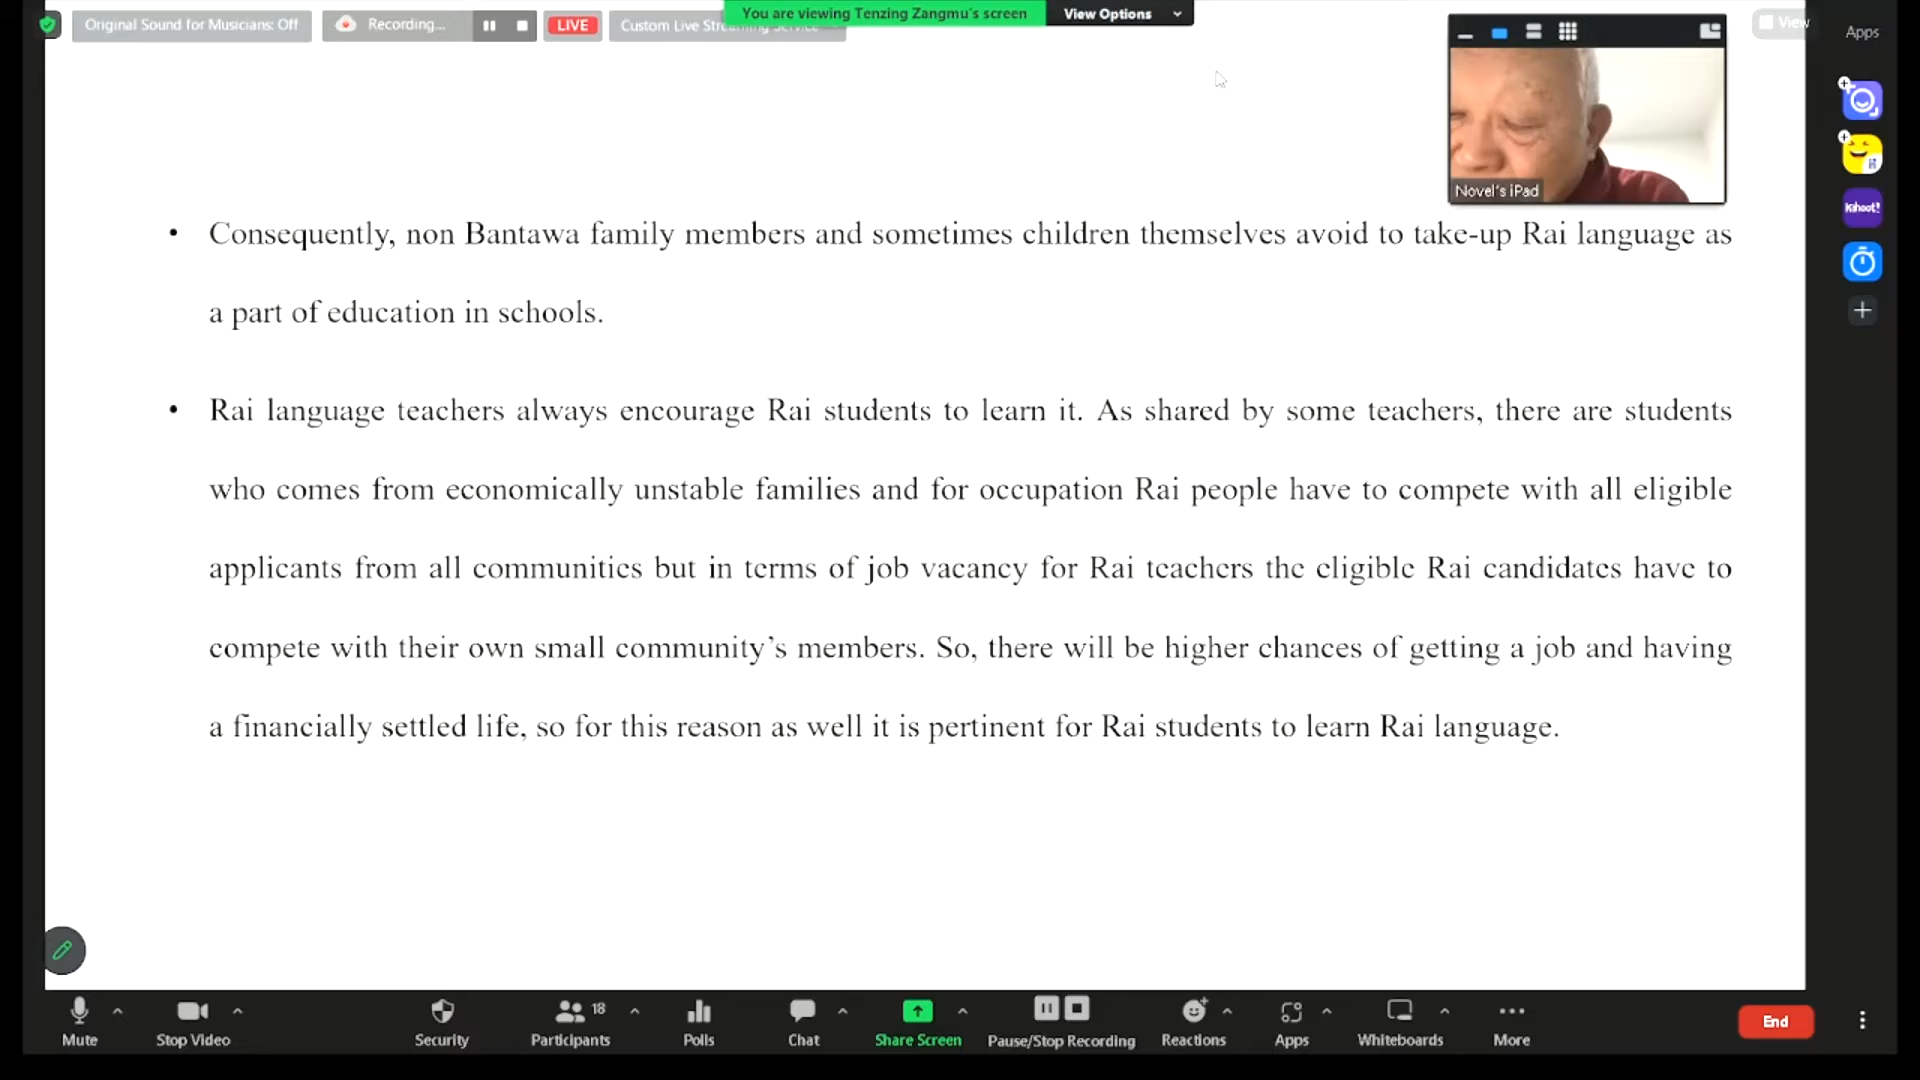 Original Sound for Musicians: Off
Recording...
LIVE
You are viewing Tenzing Zangmu's screen
View Options
View
Apps
Novel's iPad
kahoot!
• Consequently, non Bantawa family members and sometimes children themselves avoid to take-up Rai language as
a part of education in schools.
• Rai language teachers always encourage Rai students to learn it. As shared by some teachers, there are students
who comes from economically unstable families and for occupation Rai people have to compete with all eligible
applicants from all communities but in terms of job vacancy for Rai teachers the eligible Rai candidates have to
compete with their own small community’s members. So, there will be higher chances of getting a job and having
a financially settled life, so for this reason as well it is pertinent for Rai students to learn Rai language.
Mute
Stop Video
Security
18
Participants
Polls
Chat
Share Screen
Pause/Stop Recording
Reactions
Apps
Whiteboards
More
End